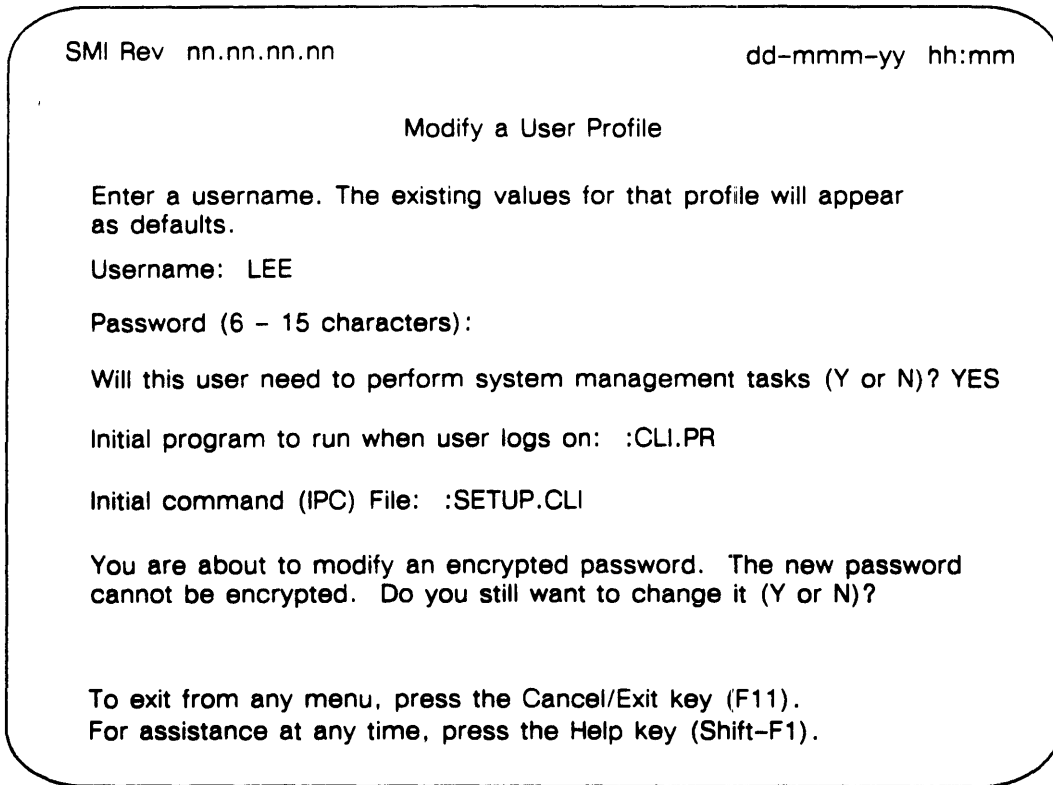 SMI Rev nn.nn.nn.nn dd-mmm-yy hh:mm
Modify a User Profile
Enter a username. The existing values for that profile will appear
as defaults.
Username: LEE
Password (6 - 15 characters):
Will this user need to perform system management tasks (Y or N)? YES
Initial program to run when user logs on: :CLI.PR
Initial command (IPC) File: :SETUP.CLI
You are about to modify an encrypted password. The new password
cannot be encrypted. Do you still want to change it (Y or N)?
To exit from any menu, press the Cancel/Exit key (F11).
For assistance at any time, press the Help key (Shift-F1).